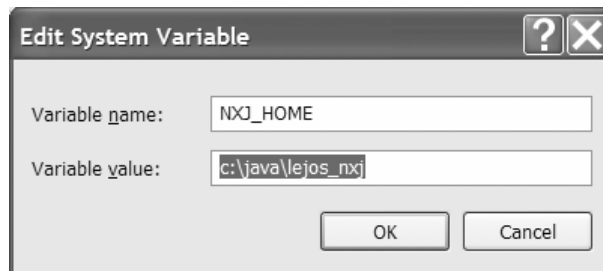 Edit System Variable
Variable name: NXJ_HOME
Variable value: c:\java\lejos_nxj
OK Cancel